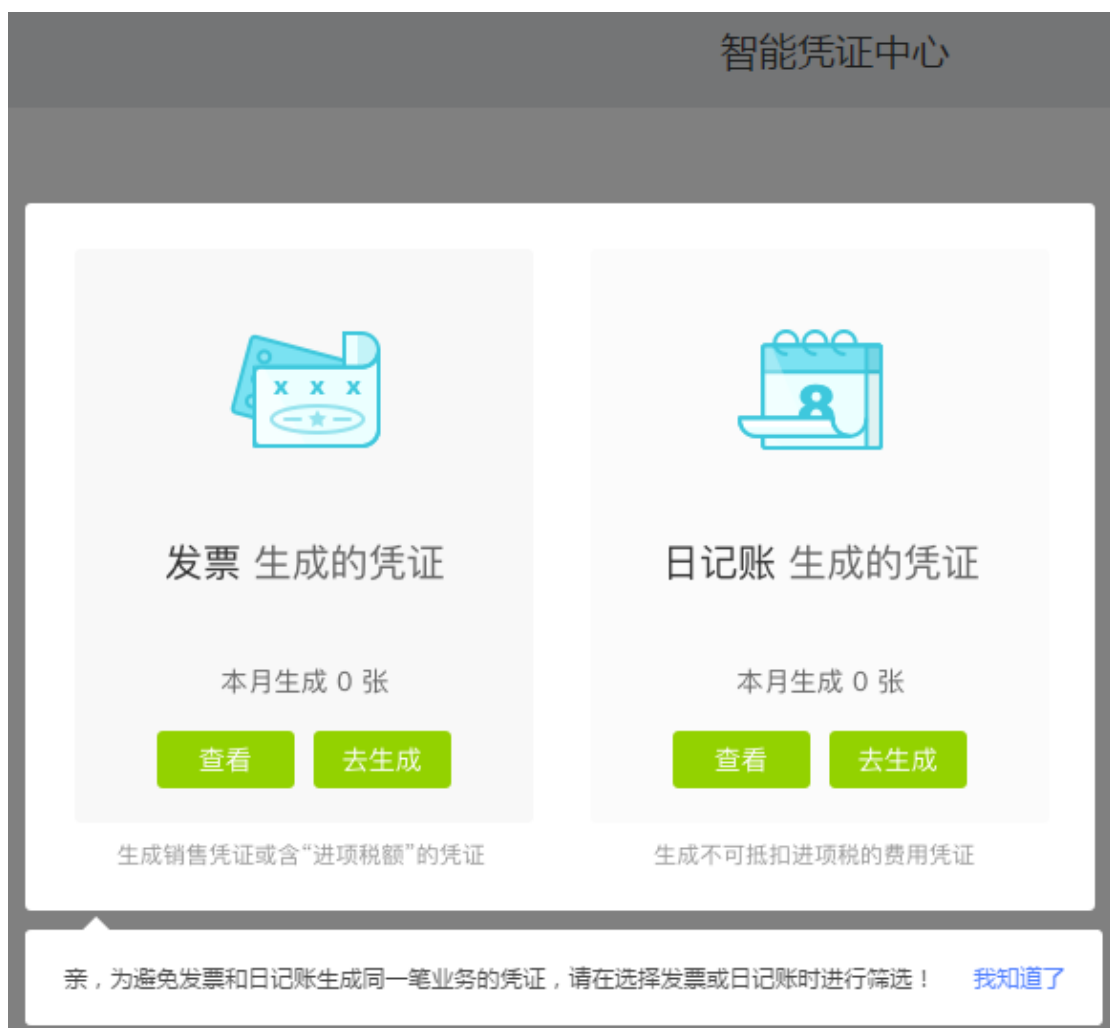 智能凭证中心
x x x
8
发票 生成的凭证
日记账 生成的凭证
本月生成 0 张
本月生成 0 张
查看 去生成
查看 去生成
生成销售凭证或含“进项税额”的凭证
生成不可抵扣进项税的费用凭证
亲，为避免发票和日记账生成同一笔业务的凭证，请在选择发票或日记账时进行筛选！ 我知道了